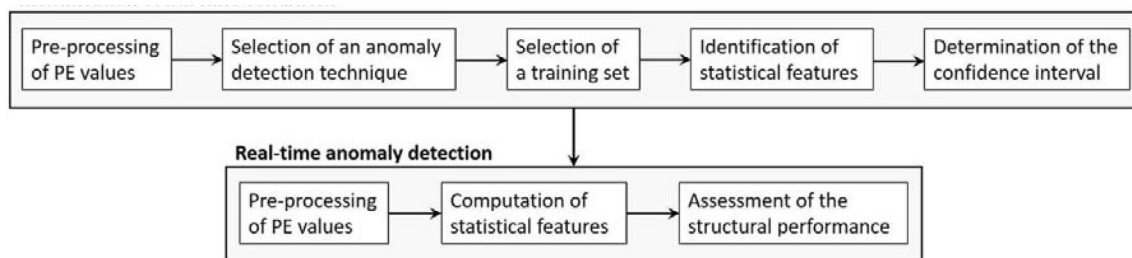 Pre-processing
of PE values
Selection of an anomaly
detection technique
Selection of
a training set
Identification of
statistical features
Determination of the
confidence interval
Real-time anomaly detection
Pre-processing
of PE values
Computation of
statistical features
Assessment of the
structural performance